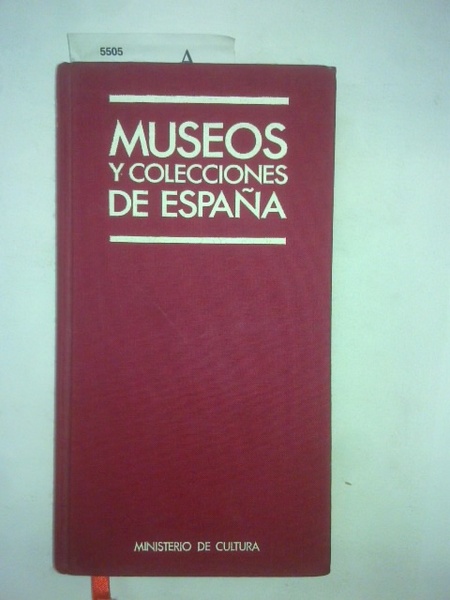 5505
A
MUSEOS
Y COLECCIONES
DE ESPAÑA
MINISTERIO DE CULTURA